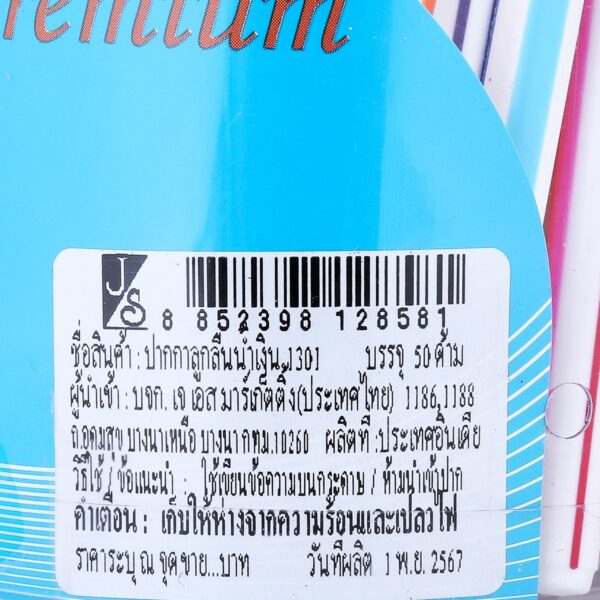 remium
JS
8 852398 128581
ชื่อสินค้า : ปากกาลูกลื่นน้ำเงิน 1301 บรรจุ 50 ด้าม
ผู้นำเข้า : บจก. เจ เอส มาร์เก็ตติ้ง(ประเทศไทย) 1186,1188
ถ.อุดมสุข บางนาเหนือ บางนา กทม.10260 ผลิตที่ :ประเทศอินเดีย
วิธีใช้ / ข้อแนะนำ : ใช้เขียนข้อความบนกระดาษ / ห้ามนำเข้าปาก
คำเตือน : เก็บให้ห่างจากความร้อนและเปลวไฟ
ราคาระบุ ณ จุดขาย...บาท วันที่ผลิต 1 พ.ย. 2567